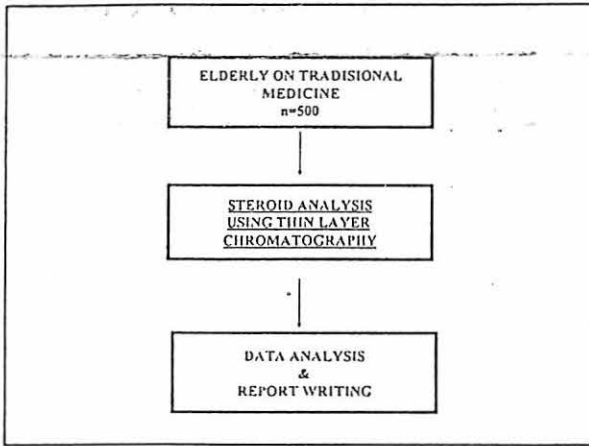 ELDERLY ON TRADISIONAL
MEDICINE
n=500
STEROID ANALYSIS
USING THIN LAYER
CHROMATOGRAPHY
DATA ANALYSIS
&
REPORT WRITING